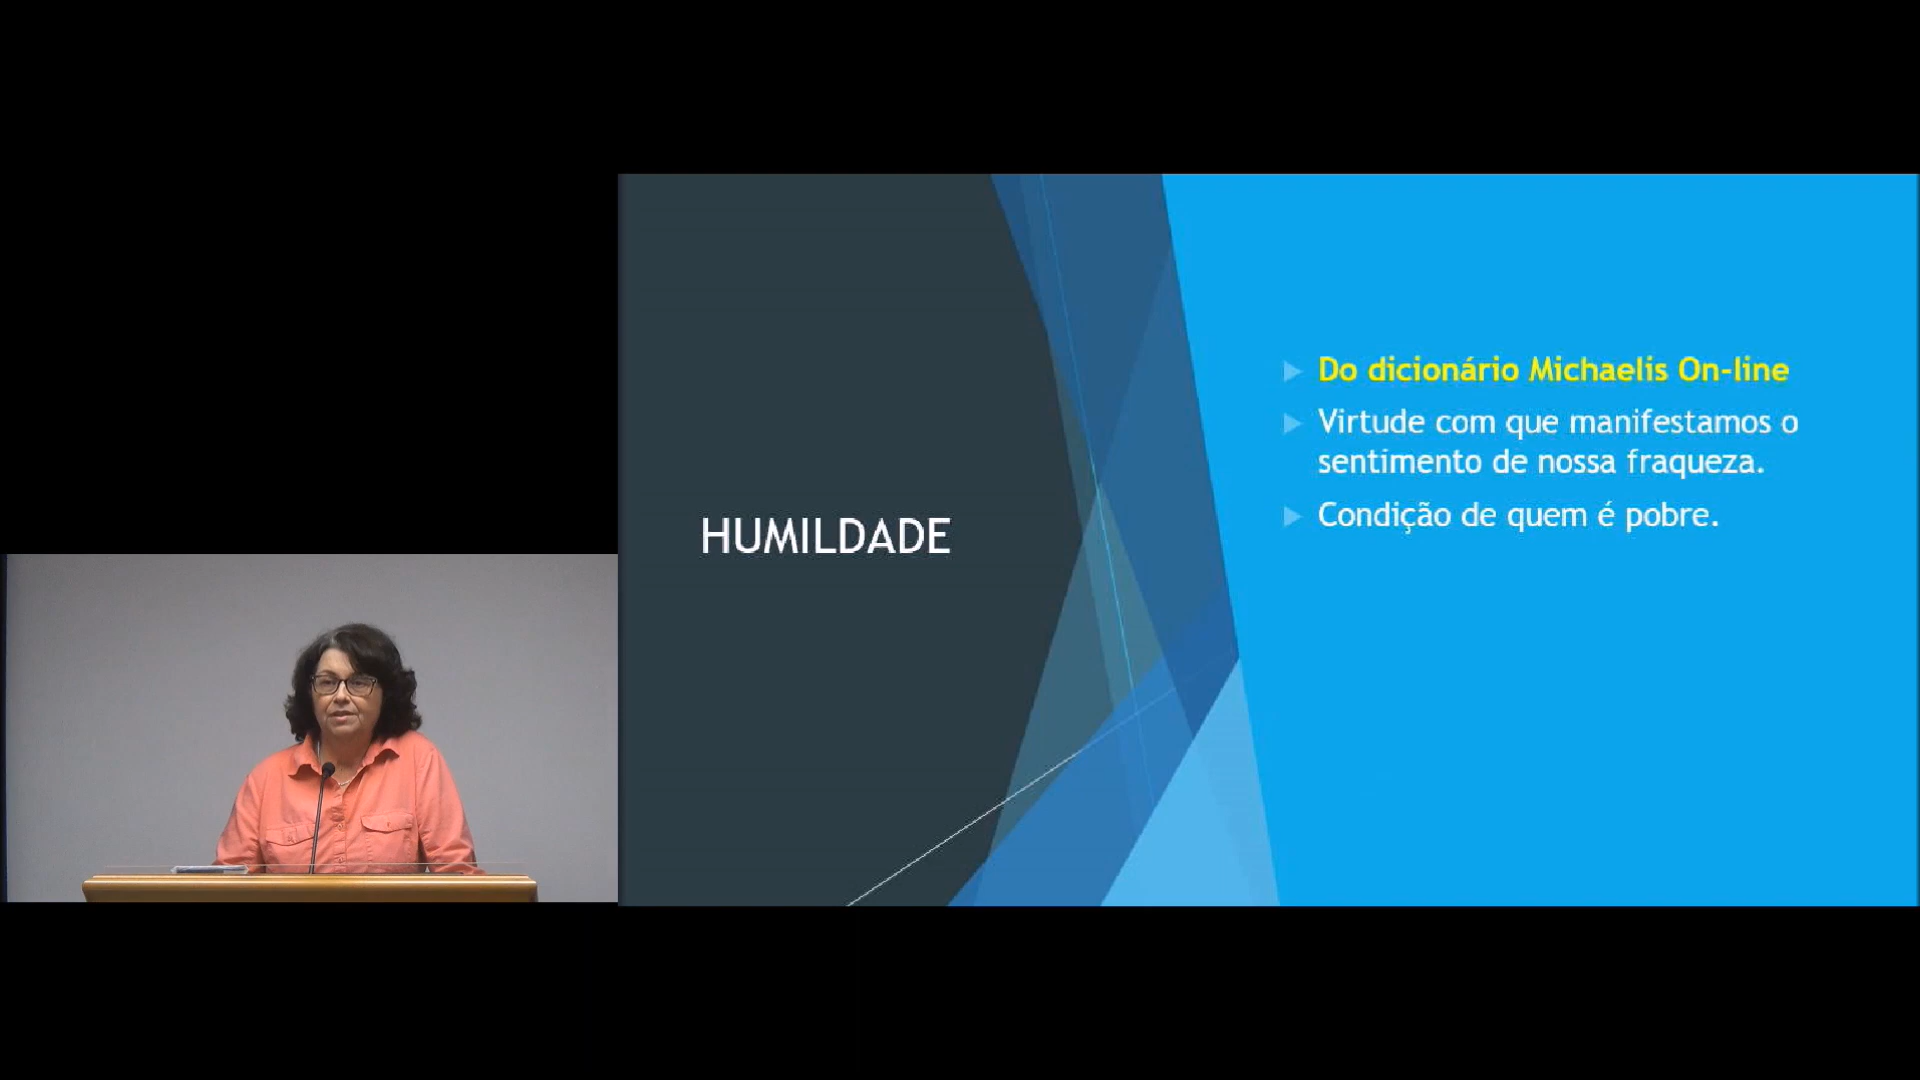 HUMILDADE
Do dicionário Michaelis On-line
Virtude com que manifestamos o
sentimento de nossa fraqueza.
Condição de quem é pobre.